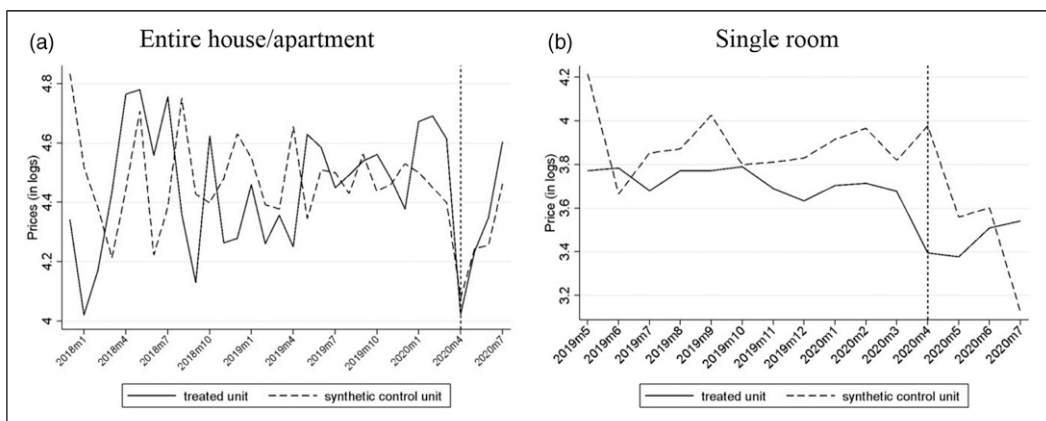 (a) Entire house/apartment
Prices (in logs)
4.8
4.6
4.4
4.2
4
2018m1
2018m4
2018m7
2018m10
2019m1
2019m4
2019m7
2019m10
2020m1
2020m4
2020m7
treated unit
synthetic control unit
(b) Single room
Price (in logs)
4.2
4
3.8
3.6
3.4
3.2
2019m5
2019m6
2019m7
2019m8
2019m9
2019m10
2019m11
2019m12
2020m1
2020m2
2020m3
2020m4
2020m5
2020m6
2020m7
treated unit
synthetic control unit